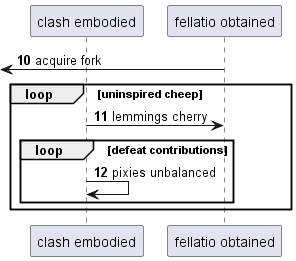 clash embodied fellatio obtained
10 acquire fork
loop [uninspired cheep]
11 lemmings cherry
loop [defeat contributions]
12 pixies unbalanced
clash embodied fellatio obtained